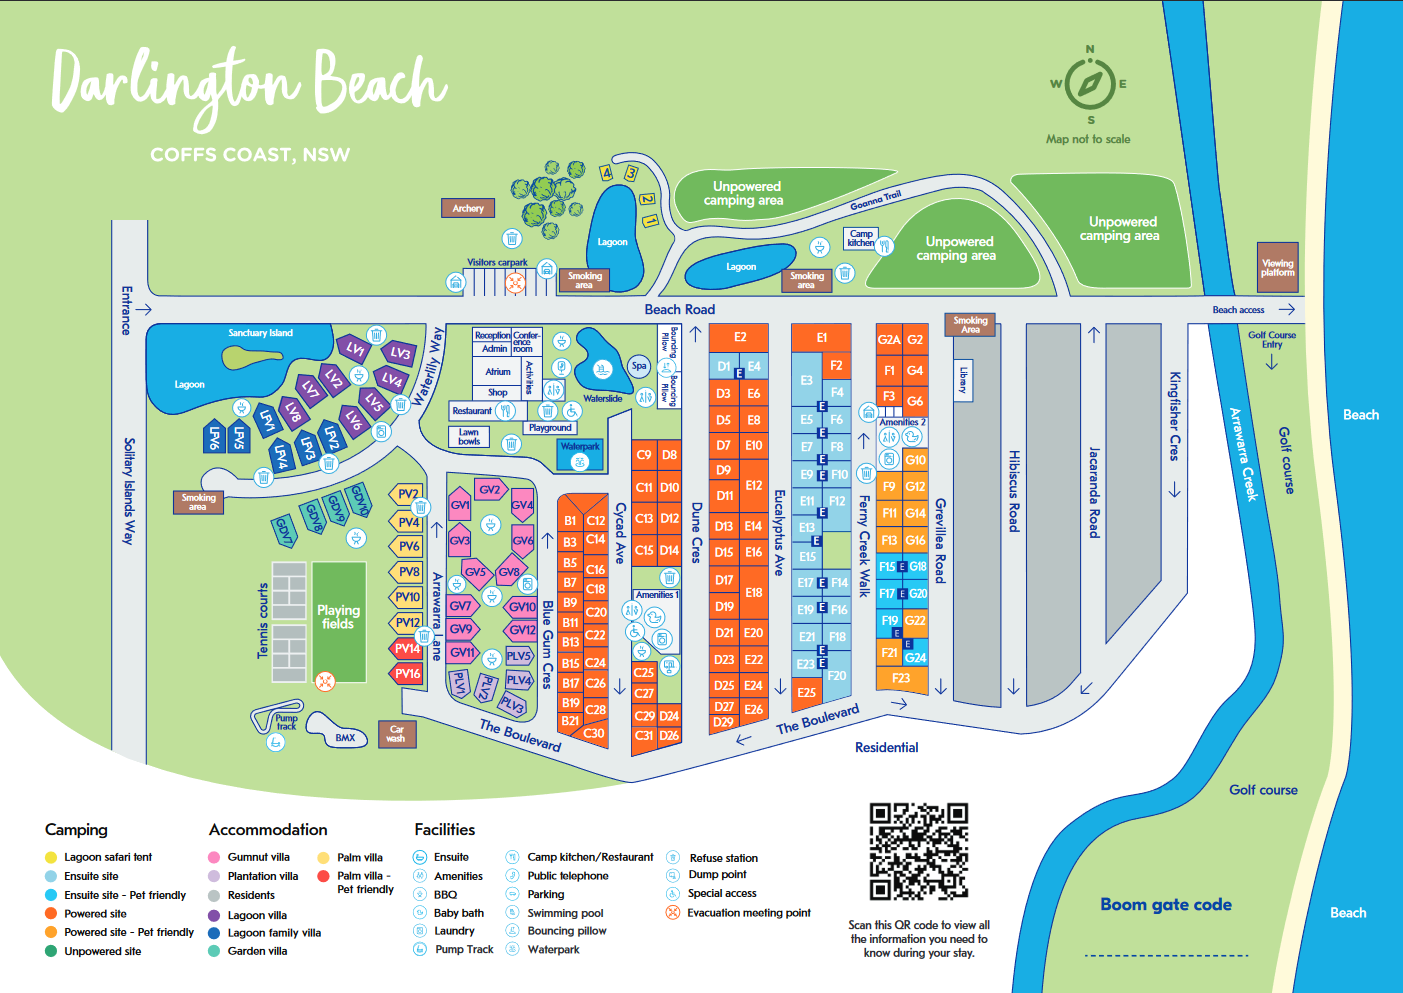 Darlington Beach
COFFS COAST, NSW
N
W E
S
Map not to scale
Archery
4
3
2
1
Lagoon
Visitors carpark
Smoking
area
Unpowered
camping area
Goanna Trail
Camp
kitchen
Unpowered
camping area
Unpowered
camping area
Lagoon
Smoking
area
Viewing
platform
Entrance
Beach Road
Beach access
Golf Course
Entry
Smoking
Area
Library
Sanctuary Island
Lagoon
Waterlily Way
LV1
LV3
LV2
LV4
LV7
LV5
LV8
LV6
LFV1
LFV2
LFV3
LFV4
LFV5
LFV6
Reception
Confer-
ence
room
Admin
Atrium
Activities
Shop
Restaurant
Lawn
bowls
Playground
Waterslide
Spa
Bouncing
Pillow
Bouncing
Pillow
Waterpark
Solitary Islands Way
Smoking
area
GDV7
GDV8
GDV9
GDV10
Tennis courts
Playing
fields
Pump
track
BMX
Car
wash
PV2
PV4
PV6
PV8
PV10
PV12
PV14
PV16
Arrawarra Lane
GV1
GV2
GV4
GV3
GV6
GV5
GV8
GV7
GV10
GV9
GV12
GV11
PLV5
PLV4
PLV1
PLV2
PLV3
Blue Gum Cres
The Boulevard
B1
B3
B5
B7
B9
B11
B13
B15
B17
B19
B21
C12
C14
C16
C18
C20
C22
C24
C26
C28
C30
Cycad Ave
C9 D8
C11 D10
C13 D12
C15 D14
Amenities 1
C25
C27
C29 D24
C31 D26
Dune Cres
E2
D1 E E4
D3 E6
D5 E8
D7 E10
D9
E12
D11
D13 E14
D15 E16
D17
E18
D19
D21 E20
D23 E22
D25 E24
D27
E26
D29
Eucalyptus Ave
E1
E3 F2
F4
E
E5 F6
E
E7 F8
E
E9 E F10
E11 F12
E
E13
E
E15
E17 E F14
E19 E F16
E21 F18
E
E23 E
F20
E25
The Boulevard
Ferny Creek Walk
G2A G2
F1 G4
F3 G6
Amenities 2
G10
F9 G12
F11 G14
F13 G16
F15 E G18
F17 E G20
F19 G22
E
E
F21 G24
F23
Grevillea Road
Hibiscus Road
Jacaranda Road
Kingfisher Cres
Arrawarra Creek
Golf course
Beach
Residential
Golf course
Beach
Boom gate code
Camping
Lagoon safari tent
Ensuite site
Ensuite site - Pet friendly
Powered site
Powered site - Pet friendly
Unpowered site
Accommodation
Gumnut villa
Plantation villa
Residents
Lagoon villa
Lagoon family villa
Garden villa
Palm villa
Palm villa -
Pet friendly
Facilities
Ensuite
Amenities
BBQ
Baby bath
Laundry
Pump Track
Camp kitchen/Restaurant
Public telephone
Parking
Swimming pool
Bouncing pillow
Waterpark
Refuse station
Dump point
Special access
Evacuation meeting point
Scan this QR code to view all
the information you need to
know during your stay.